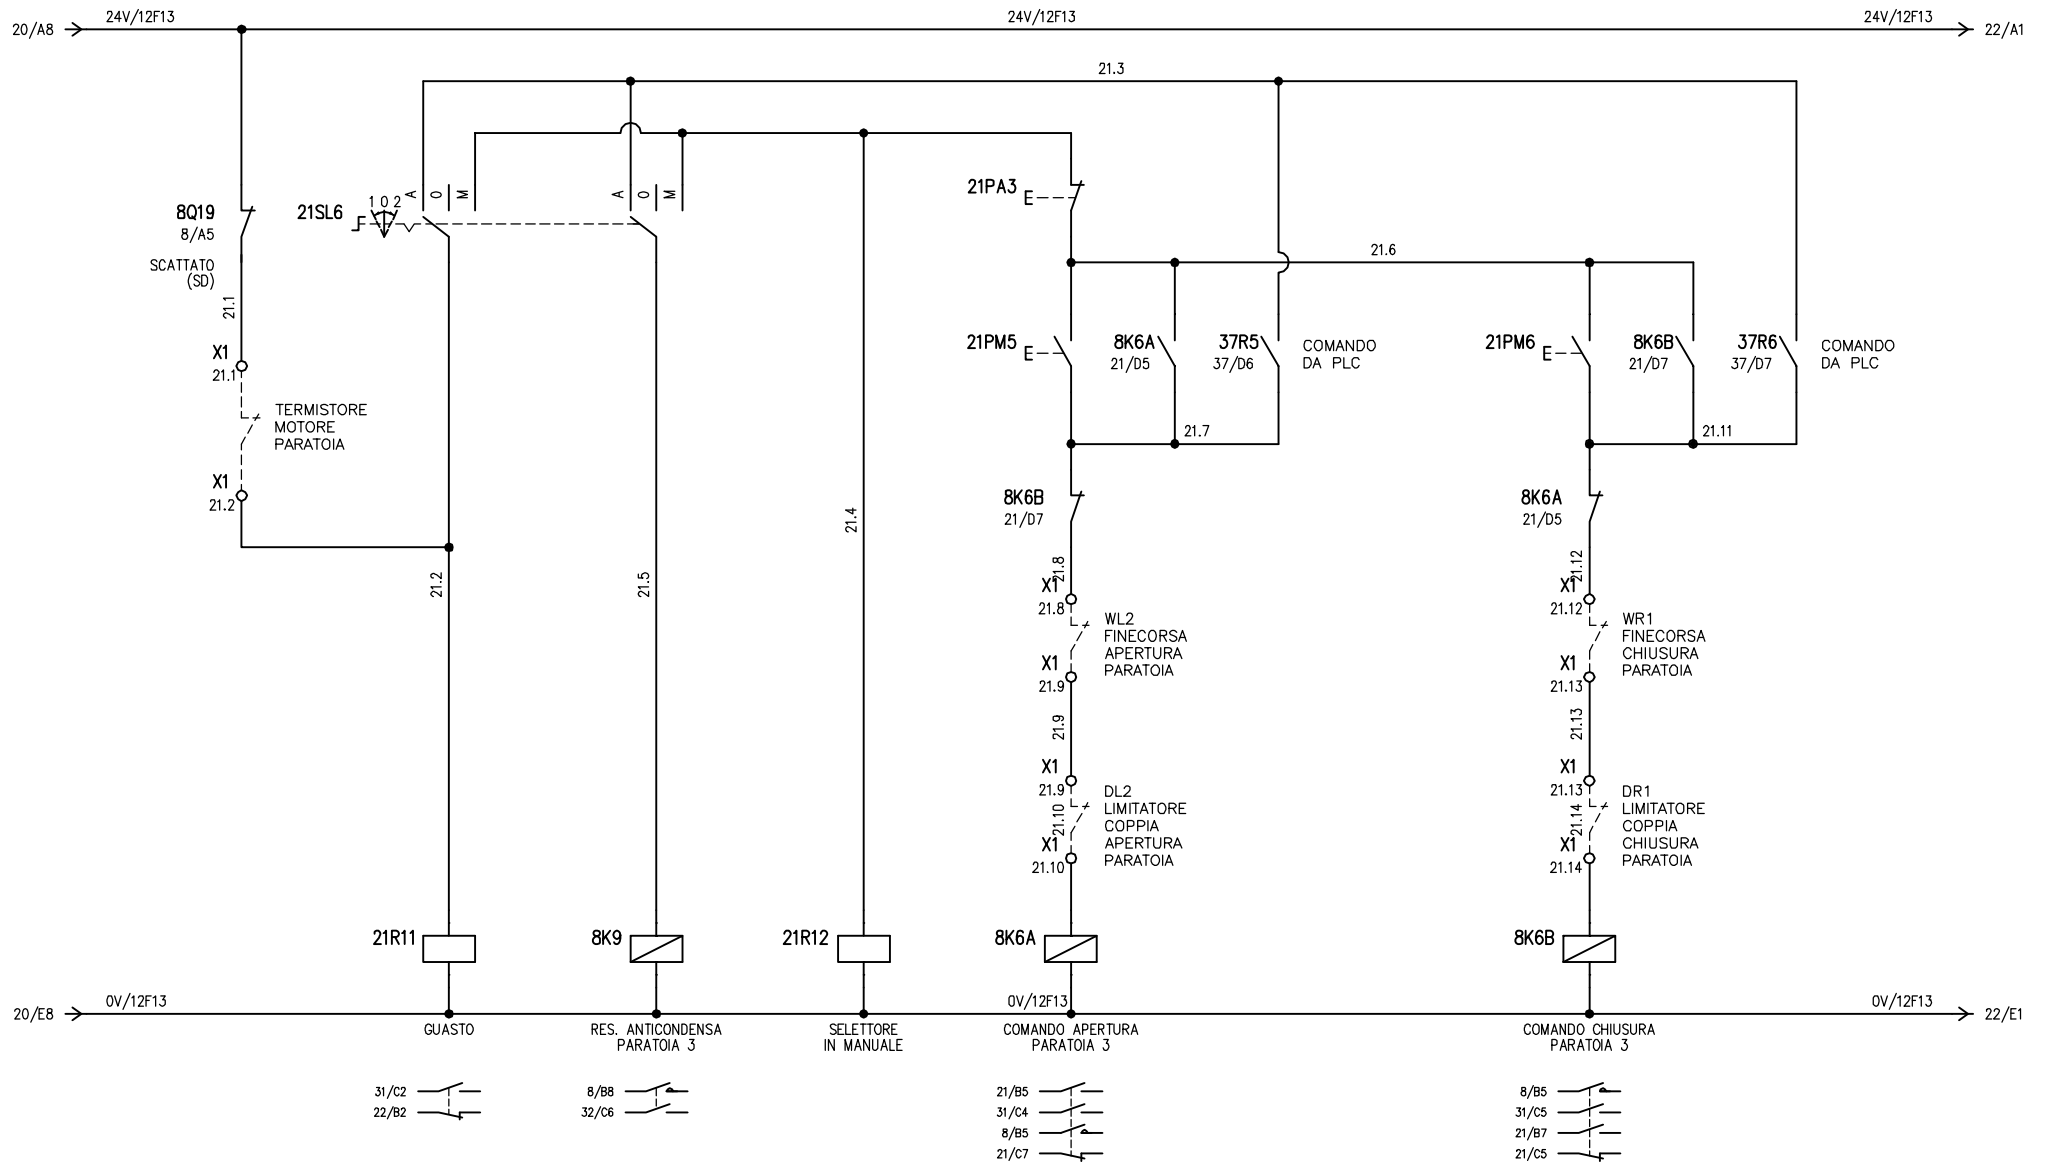 24V/12F13
24V/12F13
24V/12F13
20/A8
22/A1
21.3
A
O
M
A
O
M
1 0 2
8Q19
8/A5
SCATTATO
(SD)
21SL6
21PA3
E
21.6
21.1
X1
21.1
TERMISTORE
MOTORE
PARATOIA
X1
21.2
21PM5
E
8K6A
21/D5
37R5
37/D6
COMANDO
DA PLC
21PM6
E
8K6B
21/D7
37R6
37/D7
COMANDO
DA PLC
21.7
21.11
8K6B
21/D7
8K6A
21/D5
21.2
21.5
21.4
21.8
X1
21.8
WL2
FINECORSA
APERTURA
PARATOIA
X1
21.9
21.9
X1
21.9
DL2
LIMITATORE
COPPIA
APERTURA
PARATOIA
21.10
X1
21.10
21.12
X1
21.12
WR1
FINECORSA
CHIUSURA
PARATOIA
X1
21.13
21.13
X1
21.13
DR1
LIMITATORE
COPPIA
CHIUSURA
PARATOIA
21.14
X1
21.14
21R11
8K9
21R12
8K6A
8K6B
20/E8
0V/12F13
0V/12F13
0V/12F13
22/E1
GUASTO
RES. ANTICONDENSA
PARATOIA 3
SELETTORE
IN MANUALE
COMANDO APERTURA
PARATOIA 3
COMANDO CHIUSURA
PARATOIA 3
31/C2
22/B2
8/B8
32/C6
21/B5
31/C4
8/B5
21/C7
8/B5
31/C5
21/B7
21/C5